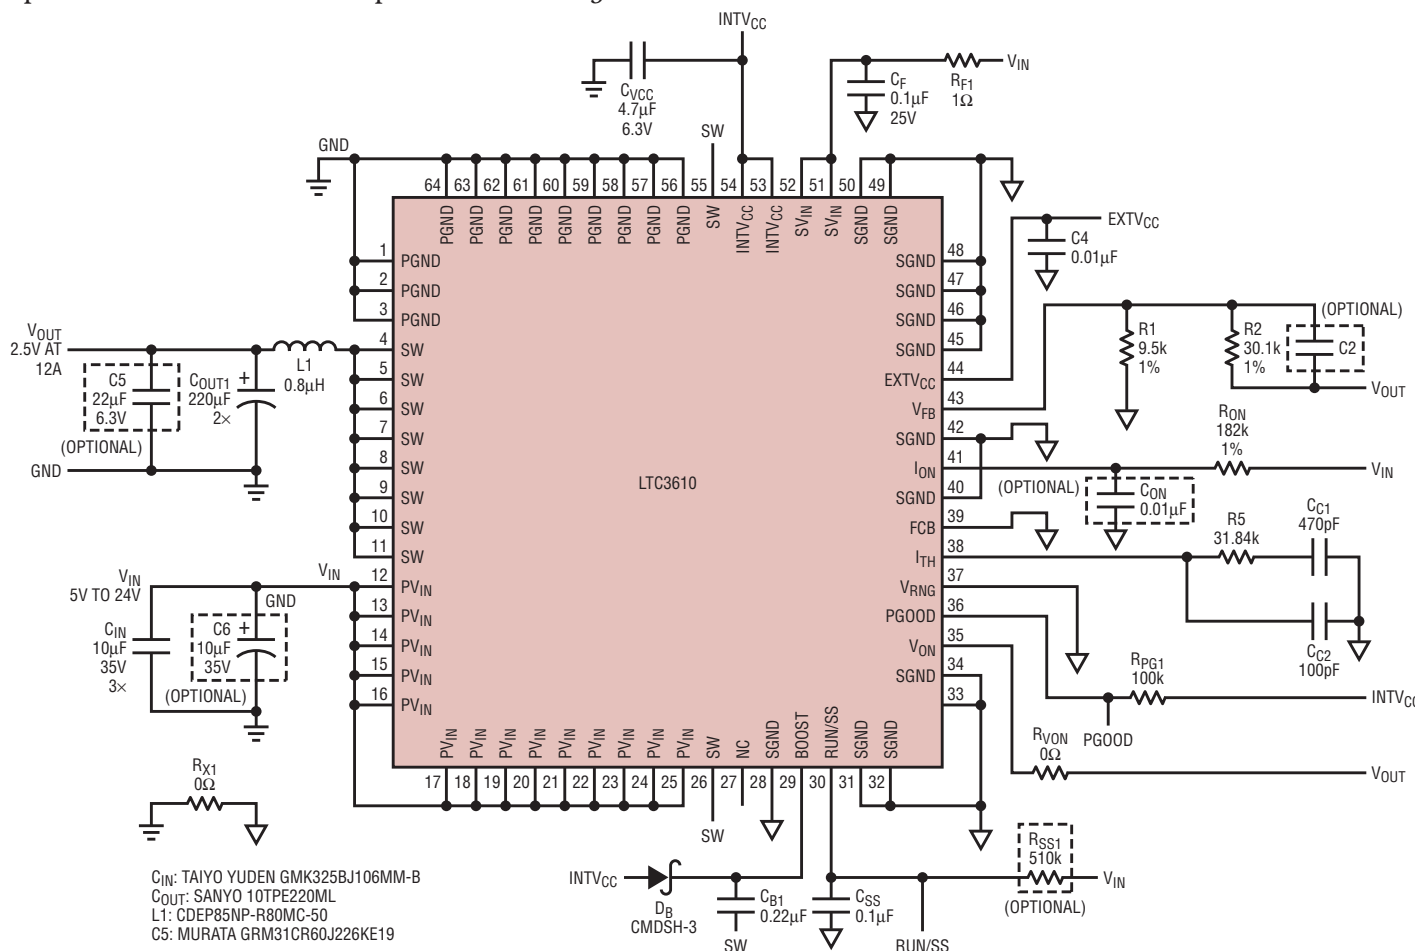 INTVCC
CVCC
4.7µF
6.3V
CF
0.1µF
25V
RF1
1Ω
VIN
SW
GND
64 63 62 61 60 59 58 57 56 55 54 53 52 51 50 49
PGND PGND PGND PGND PGND PGND PGND PGND PGND SW INTVCC INTVCC SVIN SVIN SGND SGND
1 PGND
2 PGND
3 PGND
4 SW
5 SW
6 SW
7 SW
8 SW
9 SW
10 SW
11 SW
12 PVIN
13 PVIN
14 PVIN
15 PVIN
16 PVIN
LTC3610
SGND 48
SGND 47
SGND 46
SGND 45
EXTVCC 44
VFB 43
SGND 42
ION 41
SGND 40
FCB 39
ITH 38
VRNG 37
PGOOD 36
VON 35
SGND 34
33
PVIN PVIN PVIN PVIN PVIN PVIN PVIN PVIN PVIN SW NC SGND BOOST RUN/SS SGND SGND
17 18 19 20 21 22 23 24 25 26 27 28 29 30 31 32
VOUT
2.5V AT
12A
C5
22µF
6.3V
(OPTIONAL)
COUT1
220µF
2×
+
L1
0.8µH
GND
VIN
5V TO 24V
VIN
GND
CIN
10µF
35V
3×
C6
10µF
35V
+
(OPTIONAL)
RX1
0Ω
EXTVCC
C4
0.01µF
(OPTIONAL)
R1
9.5k
1%
R2
30.1k
1%
C2
VOUT
RON
182k
1%
VIN
(OPTIONAL)
CON
0.01µF
R5
31.84k
CC1
470pF
CC2
100pF
RPG1
100k
INTVCC
PGOOD
RVON
0Ω
VOUT
SW
INTVCC
DB
CMDSH-3
CB1
0.22µF
SW
CSS
0.1µF
RUN/SS
RSS1
510k
(OPTIONAL)
VIN
CIN: TAIYO YUDEN GMK325BJ106MM-B
COUT: SANYO 10TPE220ML
L1: CDEP85NP-R80MC-50
C5: MURATA GRM31CR60J226KE19